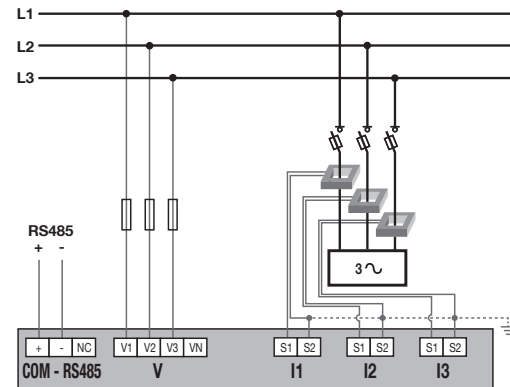 L1
L2
L3
RS485
+ -
3
+ - NC
V1 V2 V3 VN
S1 S2
S1 S2
S1 S2
COM - RS485
V
I1
I2
I3